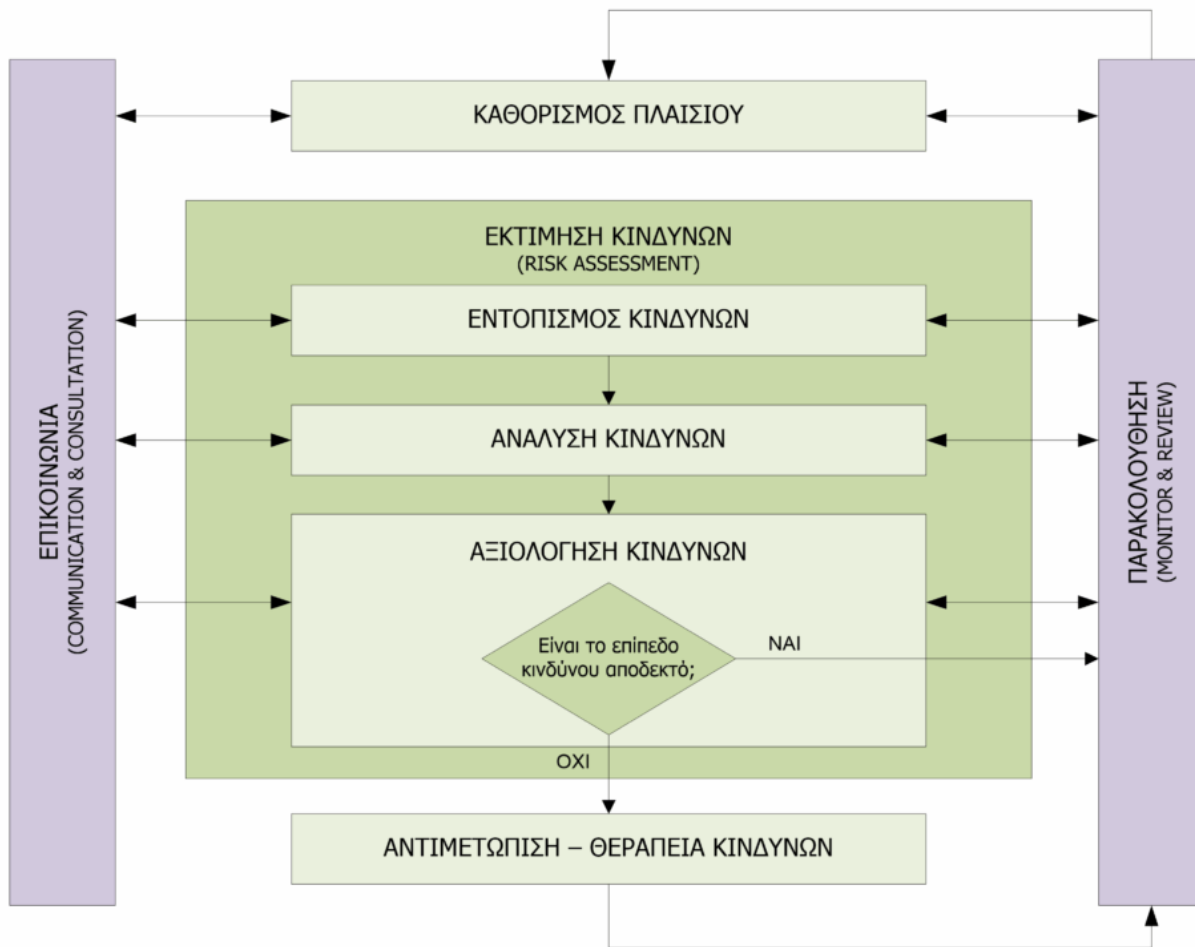 ΚΑΘΟΡΙΣΜΟΣ ΠΛΑΙΣΙΟΥ
ΕΠΙΚΟΙΝΩΝΙΑ
(COMMUNICATION & CONSULTATION)
ΕΚΤΙΜΗΣΗ ΚΙΝΔΥΝΩΝ
(RISK ASSESSMENT)
ΕΝΤΟΠΙΣΜΟΣ ΚΙΝΔΥΝΩΝ
ΑΝΑΛΥΣΗ ΚΙΝΔΥΝΩΝ
ΑΞΙΟΛΟΓΗΣΗ ΚΙΝΔΥΝΩΝ
Είναι το επίπεδο
κινδύνου αποδεκτό;
ΝΑΙ
ΟΧΙ
ΑΝΤΙΜΕΤΩΠΙΣΗ – ΘΕΡΑΠΕΙΑ ΚΙΝΔΥΝΩΝ
ΠΑΡΑΚΟΛΟΥΘΗΣΗ
(MONITOR & REVIEW)